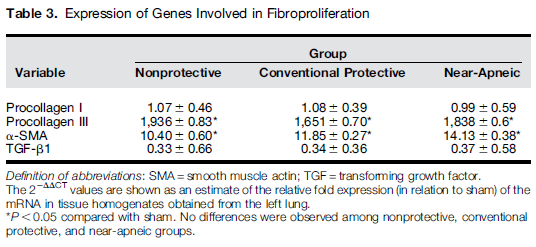 Table 3. Expression of Genes Involved in Fibroproliferation
Group
Variable Nonprotective Conventional Protective Near-Apneic
Procollagen I 1.07 ± 0.46 1.08 ± 0.39 0.99 ± 0.59
Procollagen III 1,936 ± 0.83* 1,651 ± 0.70* 1,838 ± 0.6*
α-SMA 10.40 ± 0.60* 11.85 ± 0.27* 14.13 ± 0.38*
TGF-β1 0.33 ± 0.66 0.34 ± 0.36 0.37 ± 0.58
Definition of abbreviations: SMA = smooth muscle actin; TGF = transforming growth factor.
The 2^−ΔΔCT values are shown as an estimate of the relative fold expression (in relation to sham) of the
mRNA in tissue homogenates obtained from the left lung.
*P < 0.05 compared with sham. No differences were observed among nonprotective, conventional
protective, and near-apneic groups.